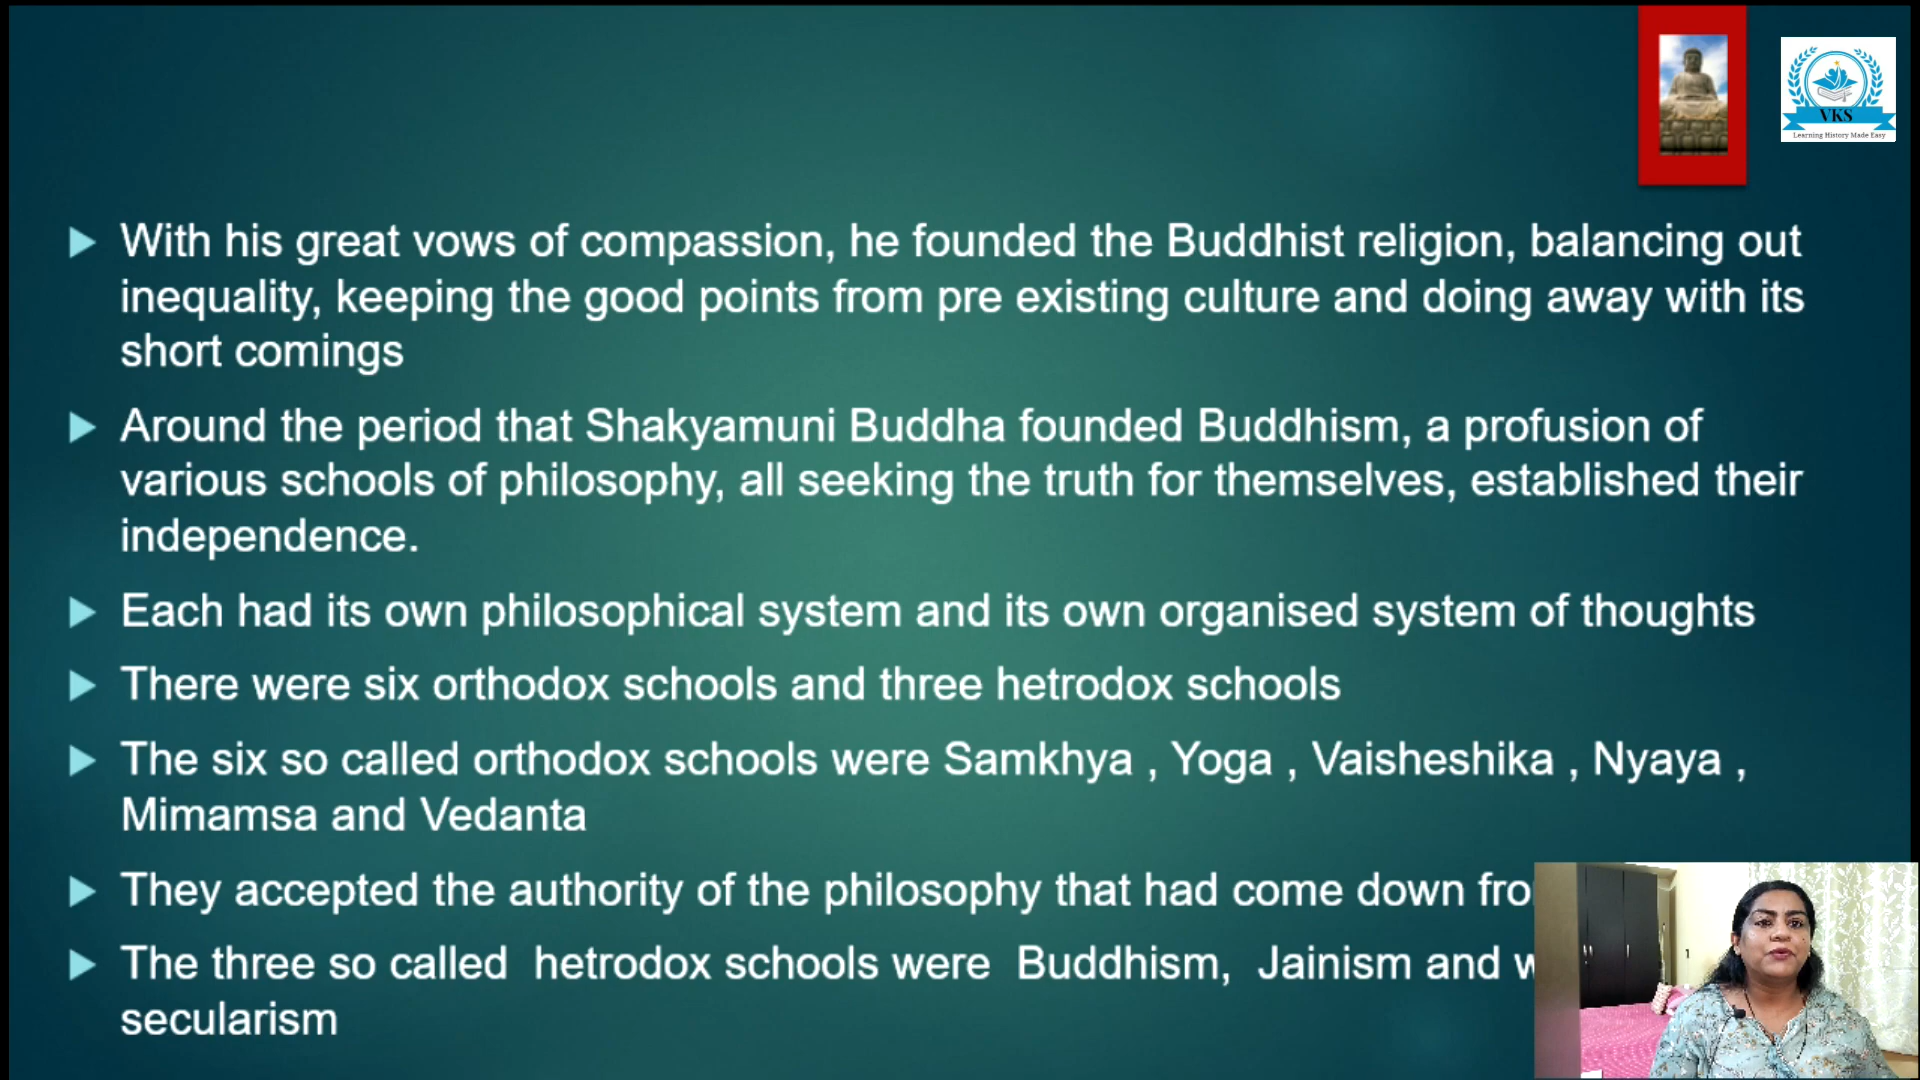 VKS
Learning History Made Easy
With his great vows of compassion, he founded the Buddhist religion, balancing out
inequality, keeping the good points from pre existing culture and doing away with its
short comings
Around the period that Shakyamuni Buddha founded Buddhism, a profusion of
various schools of philosophy, all seeking the truth for themselves, established their
independence.
Each had its own philosophical system and its own organised system of thoughts
There were six orthodox schools and three hetrodox schools
The six so called orthodox schools were Samkhya , Yoga , Vaisheshika , Nyaya ,
Mimamsa and Vedanta
They accepted the authority of the philosophy that had come down
The three so called hetrodox schools were Buddhism, Jainism and
secularism